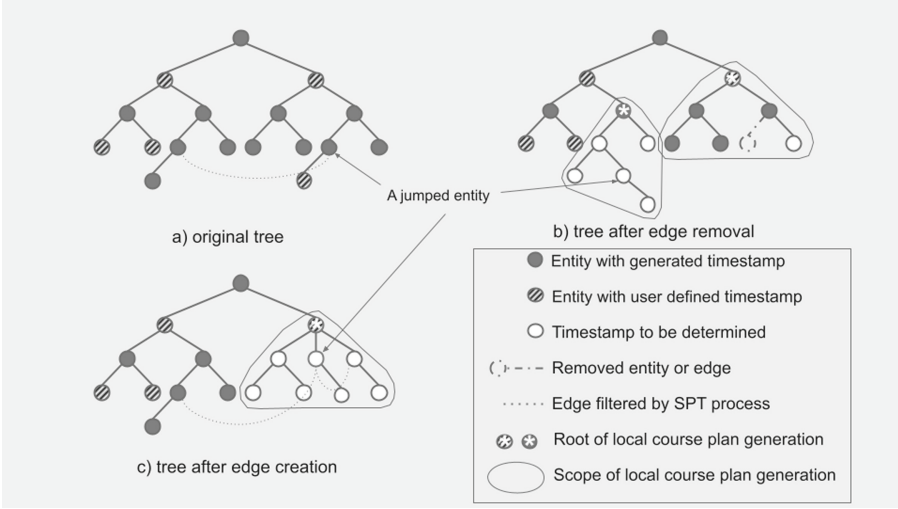 A jumped entity
a) original tree
b) tree after edge removal
Entity with generated timestamp
Entity with user defined timestamp
Timestamp to be determined
Removed entity or edge
Edge filtered by SPT process
Root of local course plan generation
Scope of local course plan generation
c) tree after edge creation